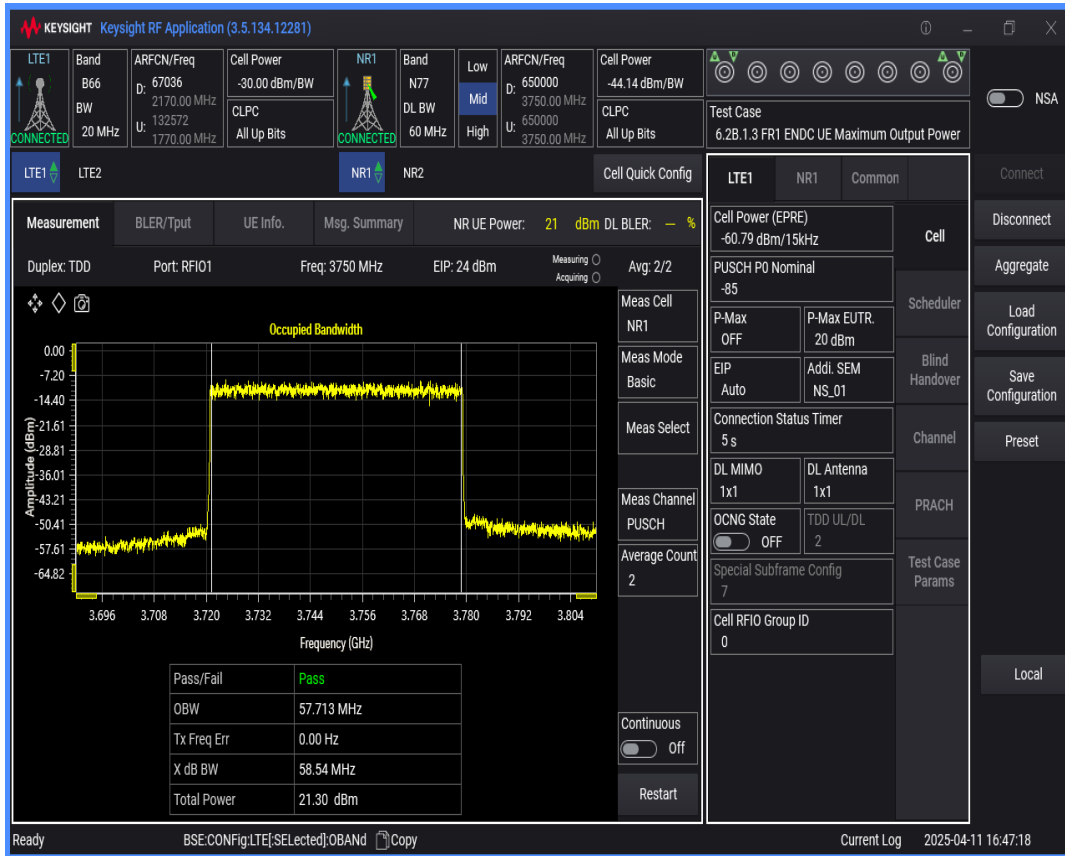 KEYSIGHT Keysight RF Application (3.5.134.12281)
LTE1
CONNECTED
Band
B66
BW
20 MHz
ARFCN/Freq
D: 67036
2170.00 MHz
U: 132572
1770.00 MHz
Cell Power
-30.00 dBm/BW
CLPC
All Up Bits
NR1
CONNECTED
Band
N77
DL BW
60 MHz
Low
Mid
High
ARFCN/Freq
D: 650000
3750.00 MHz
U: 650000
3750.00 MHz
Cell Power
-44.14 dBm/BW
CLPC
All Up Bits
Test Case
6.2B.1.3 FR1 ENDC UE Maximum Output Power
NSA
LTE1 LTE2
NR1 NR2
Cell Quick Config
Measurement BLER/Tput UE Info. Msg. Summary NR UE Power: 21 dBm DL BLER: — %
Duplex: TDD Port: RFIO1 Freq: 3750 MHz EIP: 24 dBm Measuring Acquiring Avg: 2/2
Occupied Bandwidth
Amplitude (dBm)
0.00
-7.20
-14.40
-21.61
-28.81
-36.01
-43.21
-50.41
-57.61
-64.82
3.696 3.708 3.720 3.732 3.744 3.756 3.768 3.780 3.792 3.804
Frequency (GHz)
Pass/Fail Pass
OBW 57.713 MHz
Tx Freq Err 0.00 Hz
X dB BW 58.54 MHz
Total Power 21.30 dBm
Meas Cell
NR1
Meas Mode
Basic
Meas Select
Meas Channel
PUSCH
Average Count
2
Continuous
Off
Restart
LTE1 NR1 Common
Cell Power (EPRE)
-60.79 dBm/15kHz
PUSCH P0 Nominal
-85
P-Max
OFF
P-Max EUTR.
20 dBm
EIP
Auto
Addi. SEM
NS_01
Connection Status Timer
5 s
DL MIMO
1x1
DL Antenna
1x1
OCNG State
OFF
TDD UL/DL
2
Special Subframe Config
7
Cell RFIO Group ID
0
Cell
Scheduler
Blind
Handover
Channel
PRACH
Test Case
Params
Connect
Disconnect
Aggregate
Load
Configuration
Save
Configuration
Preset
Local
Ready BSE:CONFig:LTE[:SELected]:OBANd Copy Current Log 2025-04-11 16:47:18